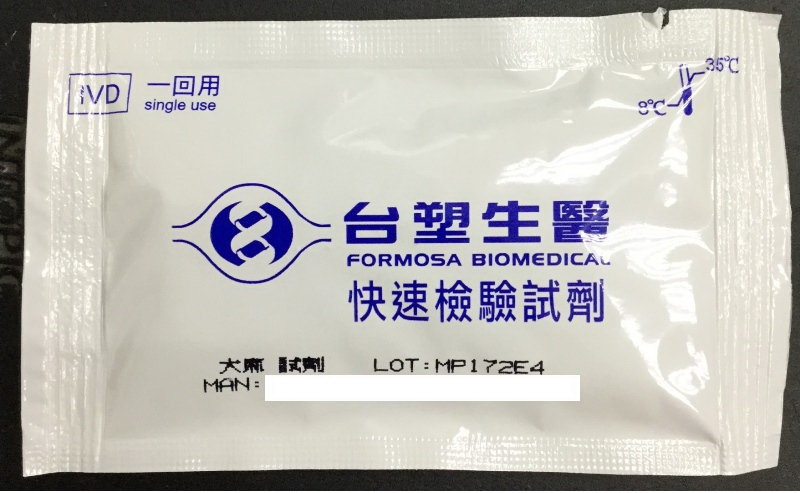 IVD
一回用
single use
35℃
8℃
台塑生醫
FORMOSA BIOMEDICAL
快速檢驗試劑
大麻 試劑 LOT:MP172E4
MAN: